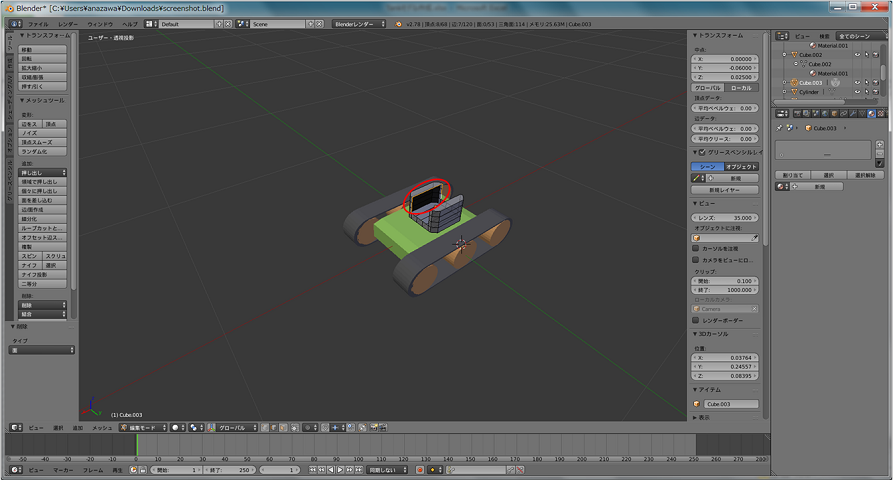 Blender* [C:¥Users¥anazawa¥Downloads¥screenshot.blend]
ファイル レンダー ウィンドウ ヘルプ Default Scene Blenderレンダー v2.78 | 頂点:8/68 | 辺:7/120 | 面:0/53 | 三角面:114 | メモリ:25.63M | Cube.003
ユーザー・透視投影
トランスフォーム
移動
回転
拡大縮小
収縮/膨張
押す/引く
メッシュツール
変形:
辺をス 頂点
ノイズ
頂点スムーズ
ランダム化
追加:
押し出し
領域で押し出し
個々に押し出し
面を差し込む
辺/面作成
細分化
ループカットと...
オフセット辺ス...
複製
スピン スクリュ
ナイフ 選択
ナイフ投影
二等分
削除:
削除
結合
削除
タイプ
面
(1) Cube.003
ビュー 選択 追加 メッシュ 編集モード グローバル
トランスフォーム
中点:
X: 0.00000
Y: -0.06000
Z: 0.02500
グローバル ローカル
頂点データ:
平均ベベルウェ: 0.00
辺データ:
平均ベベルウェ: 0.00
平均クリース: 0.00
グリースペンシルレイ
シーン オブジェクト
新規
新規レイヤー
ビュー
レンズ: 35.000
オブジェクトに注視:
カーソルを注視
カメラをビューにロ...
クリップ:
開始: 0.100
終了: 1000.000
ローカルカメラ:
Camera
レンダーボーダー
3Dカーソル
位置:
X: 0.03764
Y: 0.24557
Z: 0.08395
アイテム
Cube.003
表示
ビュー 検索 全てのシーン
Material.001
Cube.002
Cube.002
Material.001
Cube.003
Cylinder
Cube.003
割り当て 選択 選択解除
新規
-50 -40 -30 -20 -10 0 10 20 30 40 50 60 70 80 90 100 110 120 130 140 150 160 170 180 190 200 210 220 230 240 250 260 270 280
ビュー マーカー フレーム 再生 開始: 1 終了: 250 1 同期しない